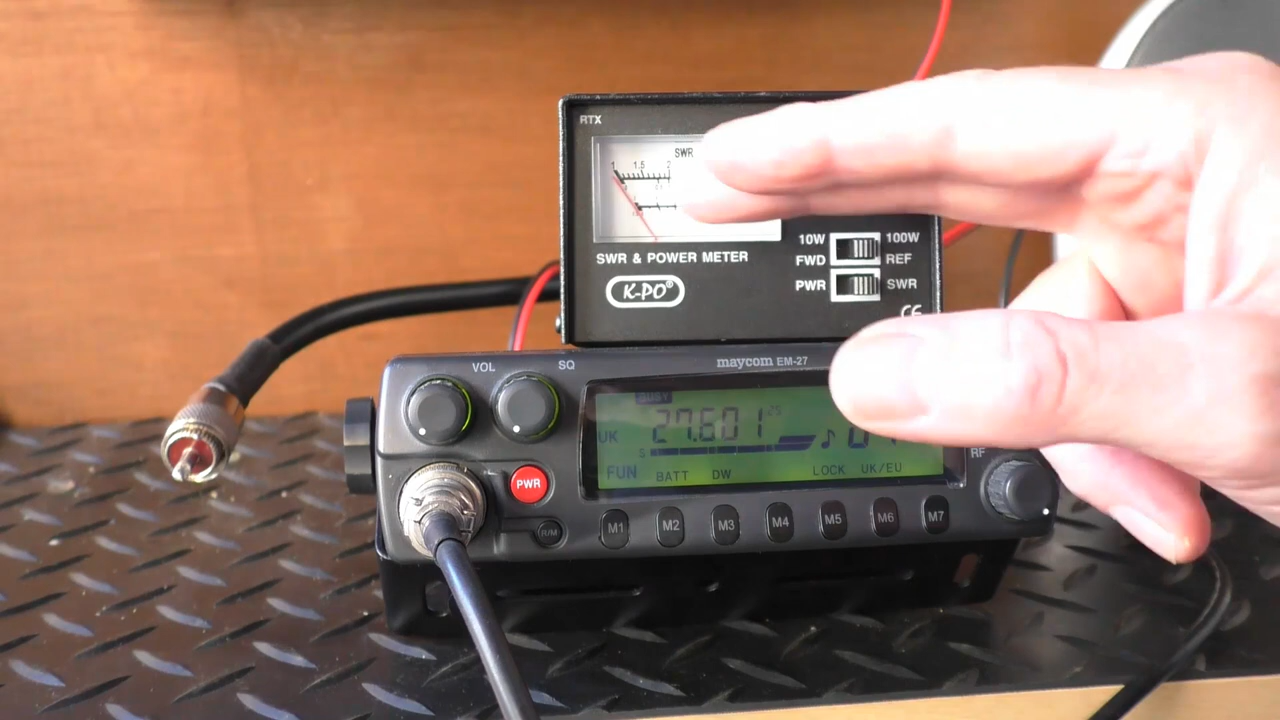 RTX
SWR
1 1.5 2
SWR & POWER METER
10W 100W
FWD REF
K-PO®
PWR SWR
CE
VOL SQ maycom EM-27
BUSY
UK 27.601 25
S
FUN BATT DW LOCK UK/EU
RF
PWR
R/M M1 M2 M3 M4 M5 M6 M7